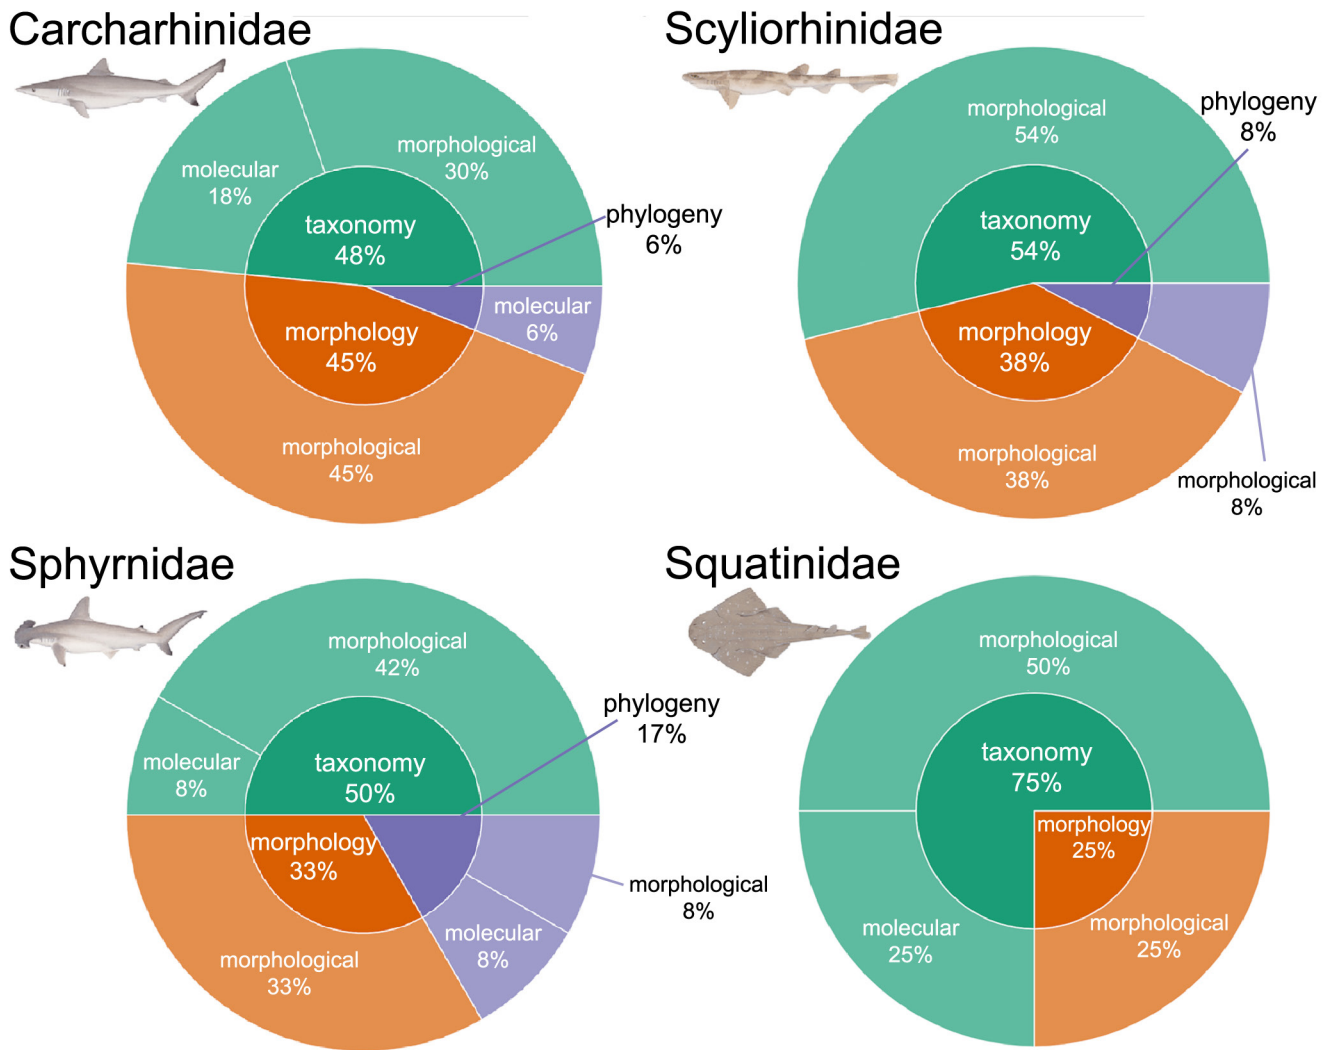 Carcharhinidae
morphological
30%
molecular
18%
taxonomy
48%
phylogeny
6%
molecular
6%
morphology
45%
morphological
45%
Scyliorhinidae
morphological
54%
phylogeny
8%
taxonomy
54%
morphology
38%
morphological
38%
morphological
8%
Sphyrnidae
morphological
42%
phylogeny
17%
molecular
8%
taxonomy
50%
morphology
33%
morphological
8%
molecular
8%
morphological
33%
Squatinidae
morphological
50%
taxonomy
75%
morphology
25%
molecular
25%
morphological
25%